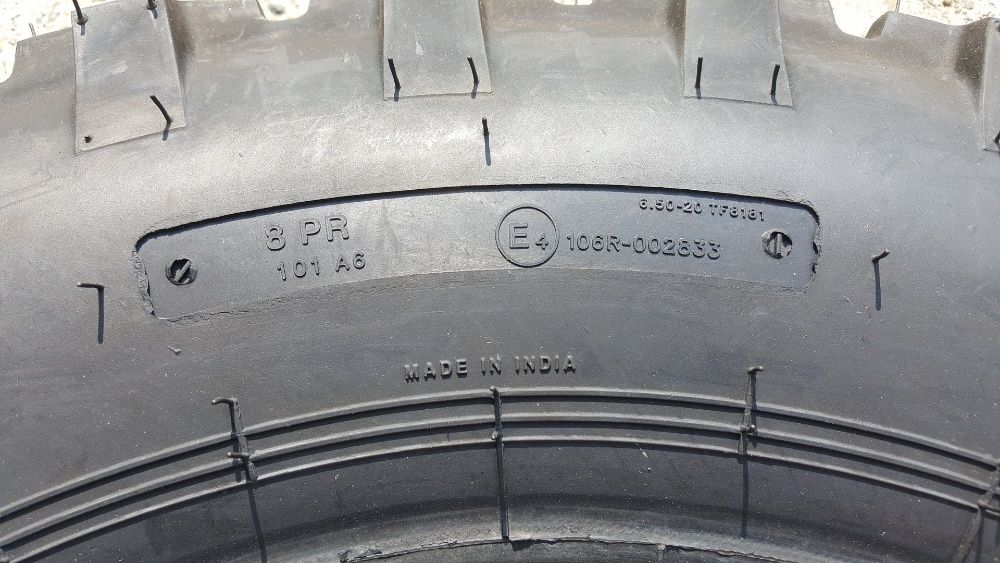 6.50-20 TF8181
8 PR
E4 106R-002833
101 A6
MADE IN INDIA